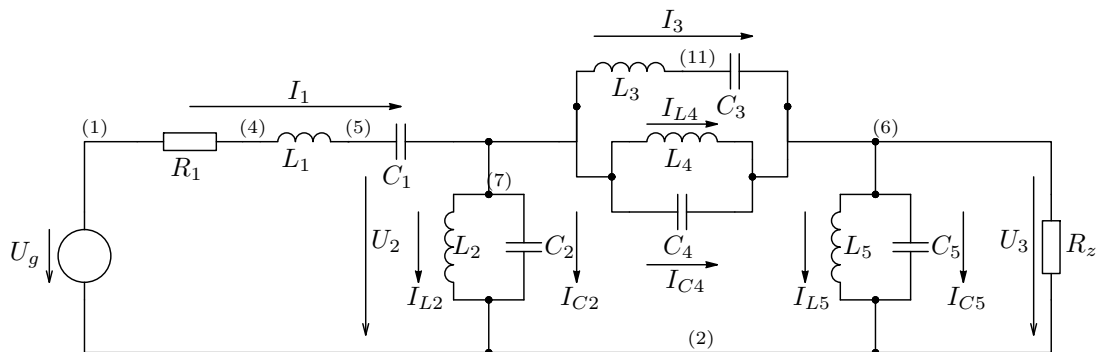 I3
(11)
L3
C3
I1
IL4
(1)
(4)
(5)
(6)
R1
L1
C1
L4
(7)
C4
Ug
U2
L2
C2
L5
C5
U3
Rz
IL2
IC2
IC4
IL5
IC5
(2)